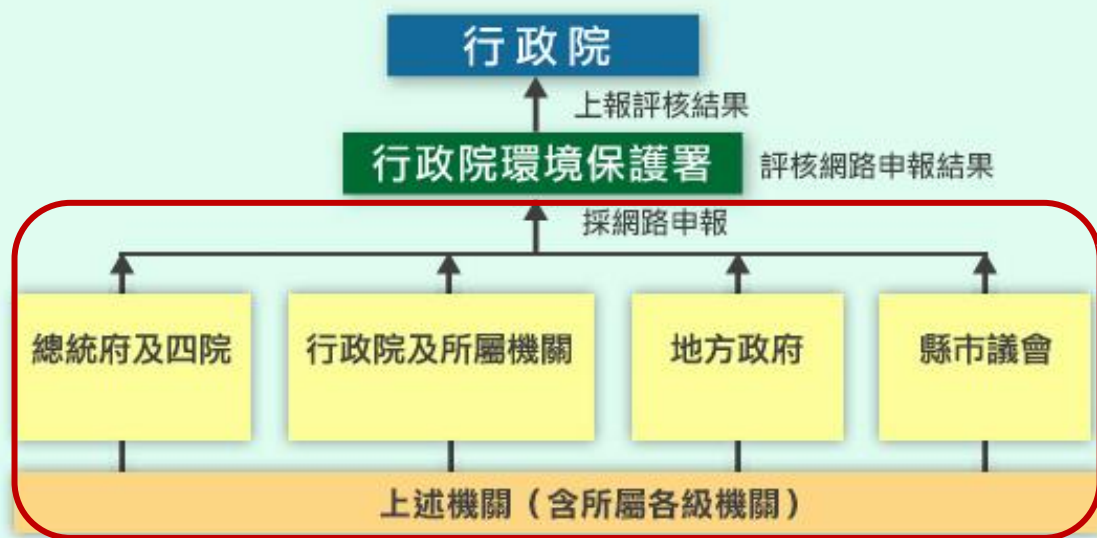 行政院
上報評核結果
行政院環境保護署
評核網路申報結果
採網路申報
總統府及四院
行政院及所屬機關
地方政府
縣市議會
上述機關（含所屬各級機關）